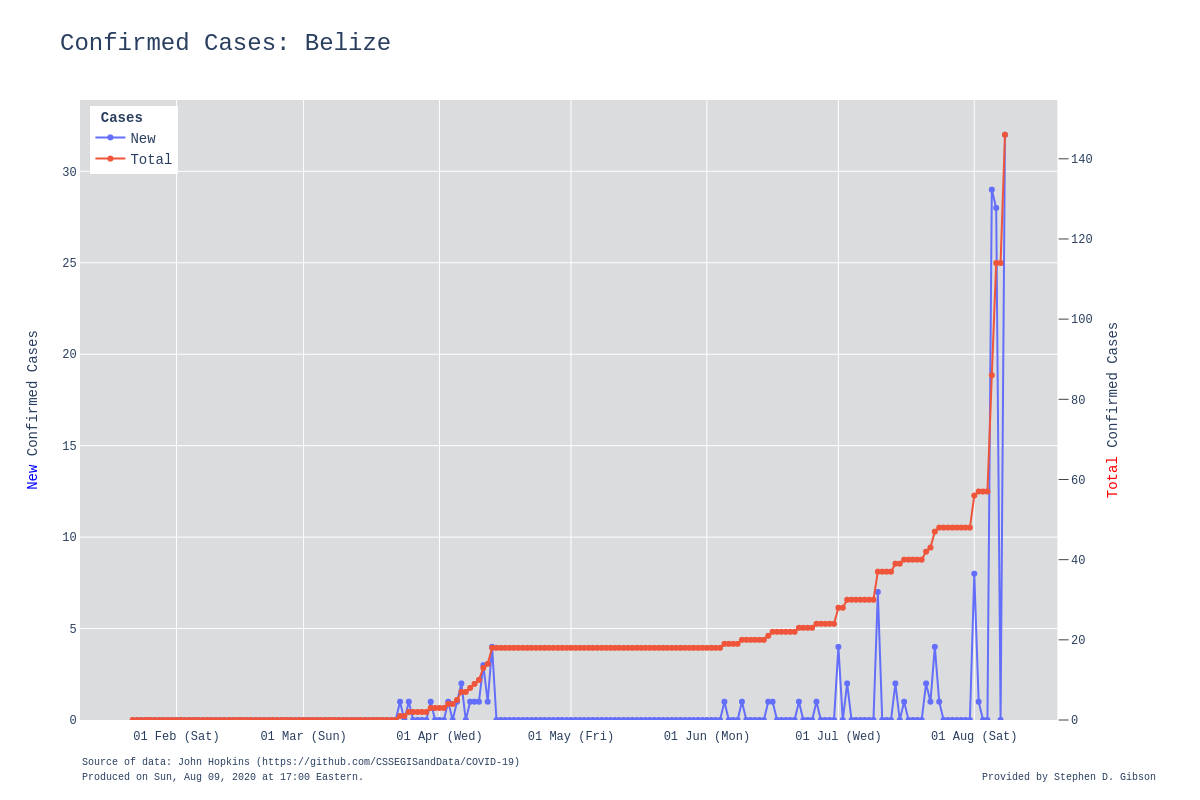 Confirmed Cases: Belize
Cases
New
Total
30
25
20
15
10
5
0
140
120
100
80
60
40
20
0
New Confirmed Cases
Total Confirmed Cases
01 Feb (Sat)
01 Mar (Sun)
01 Apr (Wed)
01 May (Fri)
01 Jun (Mon)
01 Jul (Wed)
01 Aug (Sat)
Source of data: John Hopkins (https://github.com/CSSEGISandData/COVID-19)
Produced on Sun, Aug 09, 2020 at 17:00 Eastern.
Provided by Stephen D. Gibson